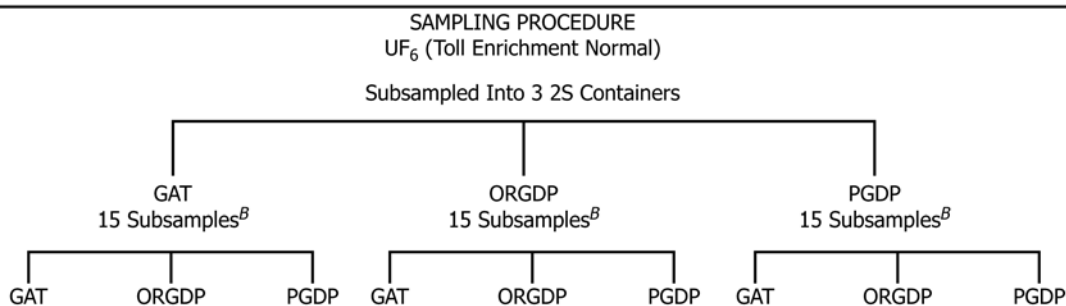 SAMPLING PROCEDURE
UF₆ (Toll Enrichment Normal)
Subsampled Into 3 2S Containers
GAT ORGDP PGDP
15 Subsamplesᴮ 15 Subsamplesᴮ 15 Subsamplesᴮ
GAT ORGDP PGDP GAT ORGDP PGDP GAT ORGDP PGDP